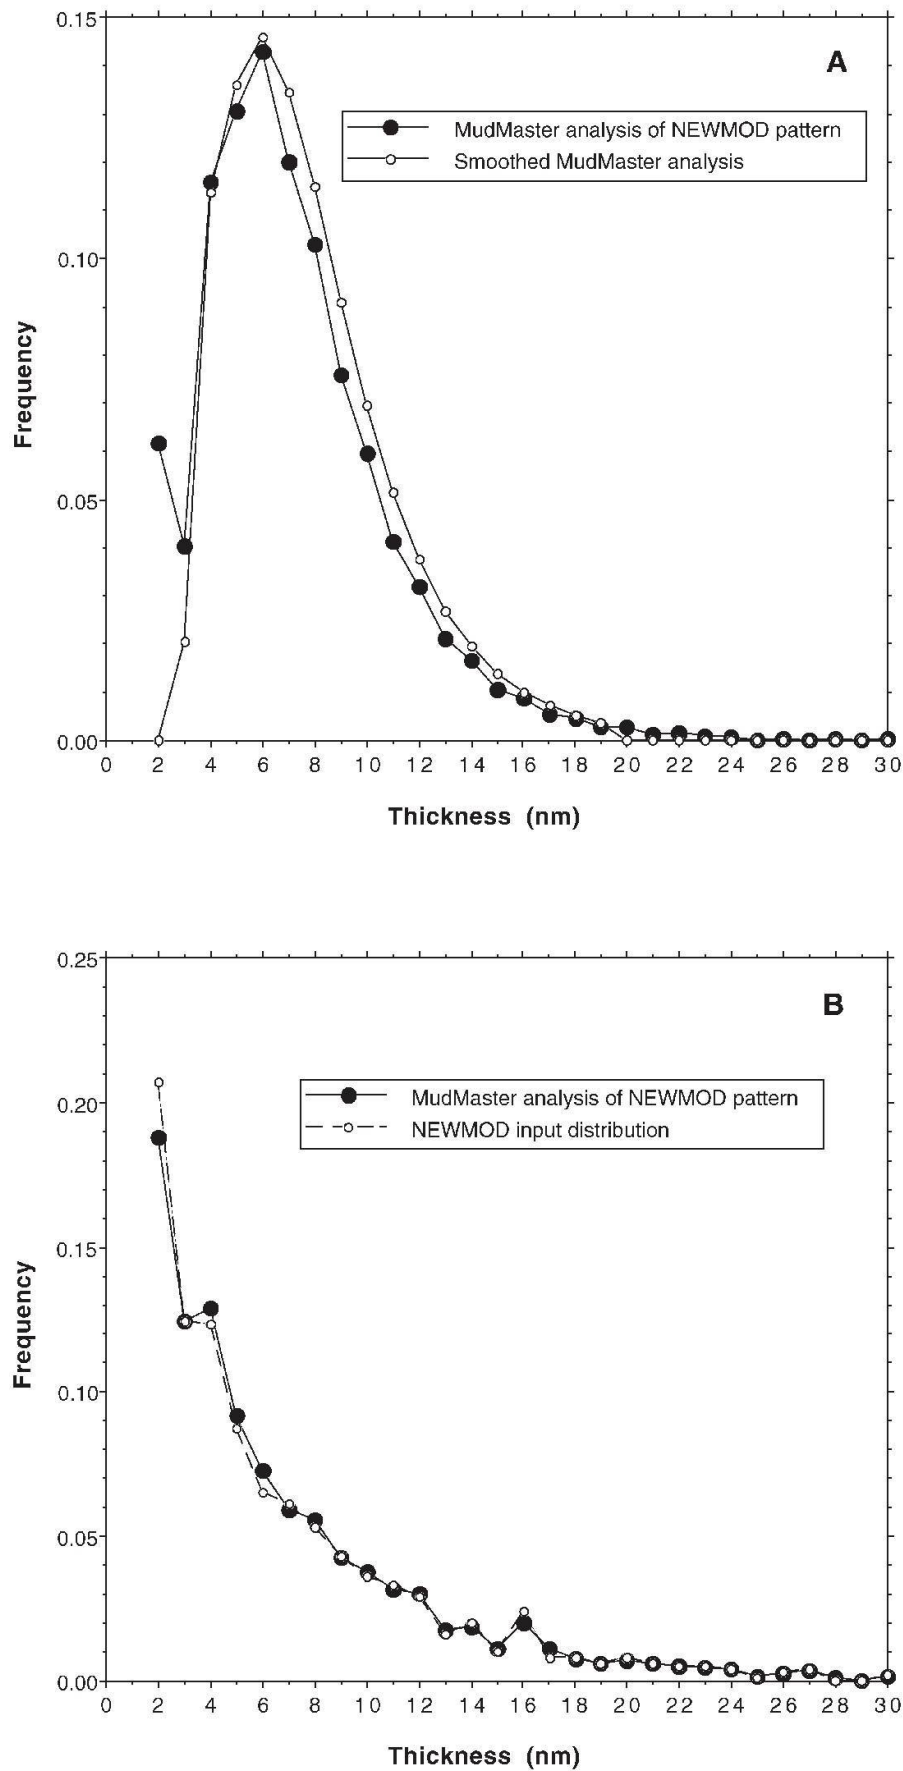 A
0.15
MudMaster analysis of NEWMOD pattern
Smoothed MudMaster analysis
0.10
0.05
0.00
Frequency
0 2 4 6 8 10 12 14 16 18 20 22 24 26 28 30
Thickness (nm)
B
0.25
MudMaster analysis of NEWMOD pattern
NEWMOD input distribution
0.20
0.15
0.10
0.05
0.00
Frequency
0 2 4 6 8 10 12 14 16 18 20 22 24 26 28 30
Thickness (nm)